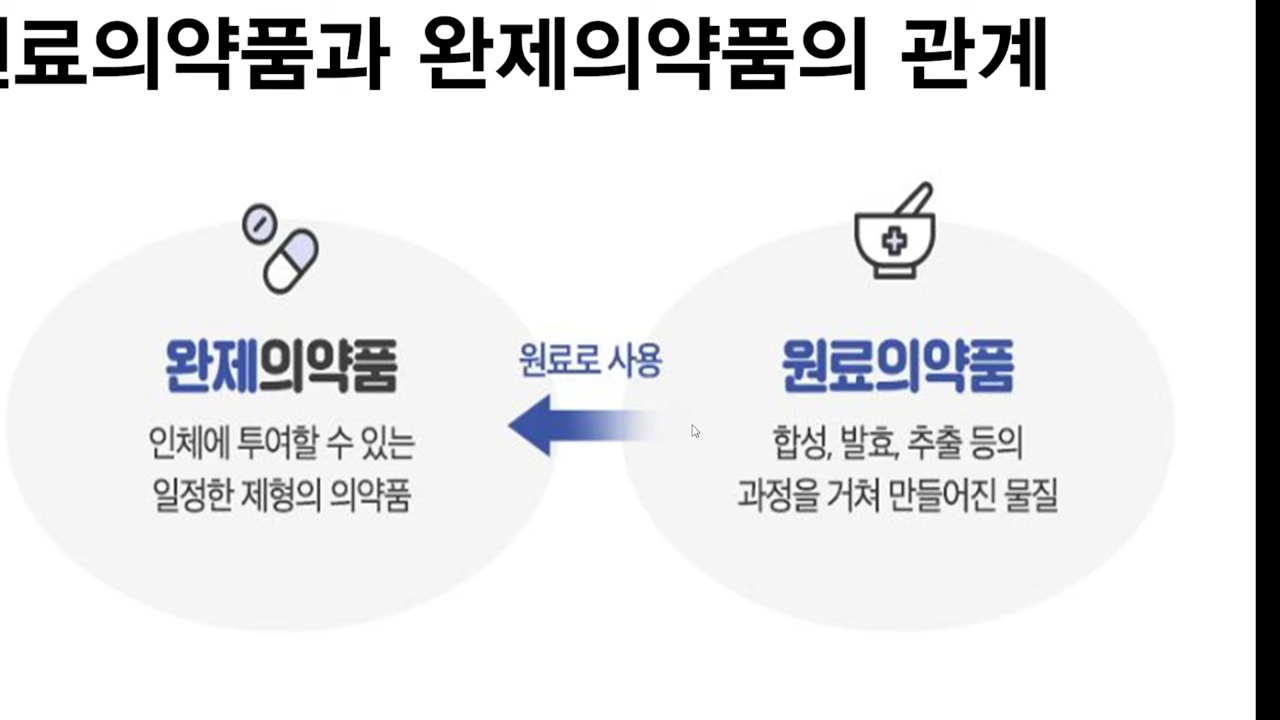 료의약품과 완제의약품의 관계
완제의약품
인체에 투여할 수 있는
일정한 제형의 의약품
원료로 사용
원료의약품
합성, 발효, 추출 등의
과정을 거쳐 만들어진 물질